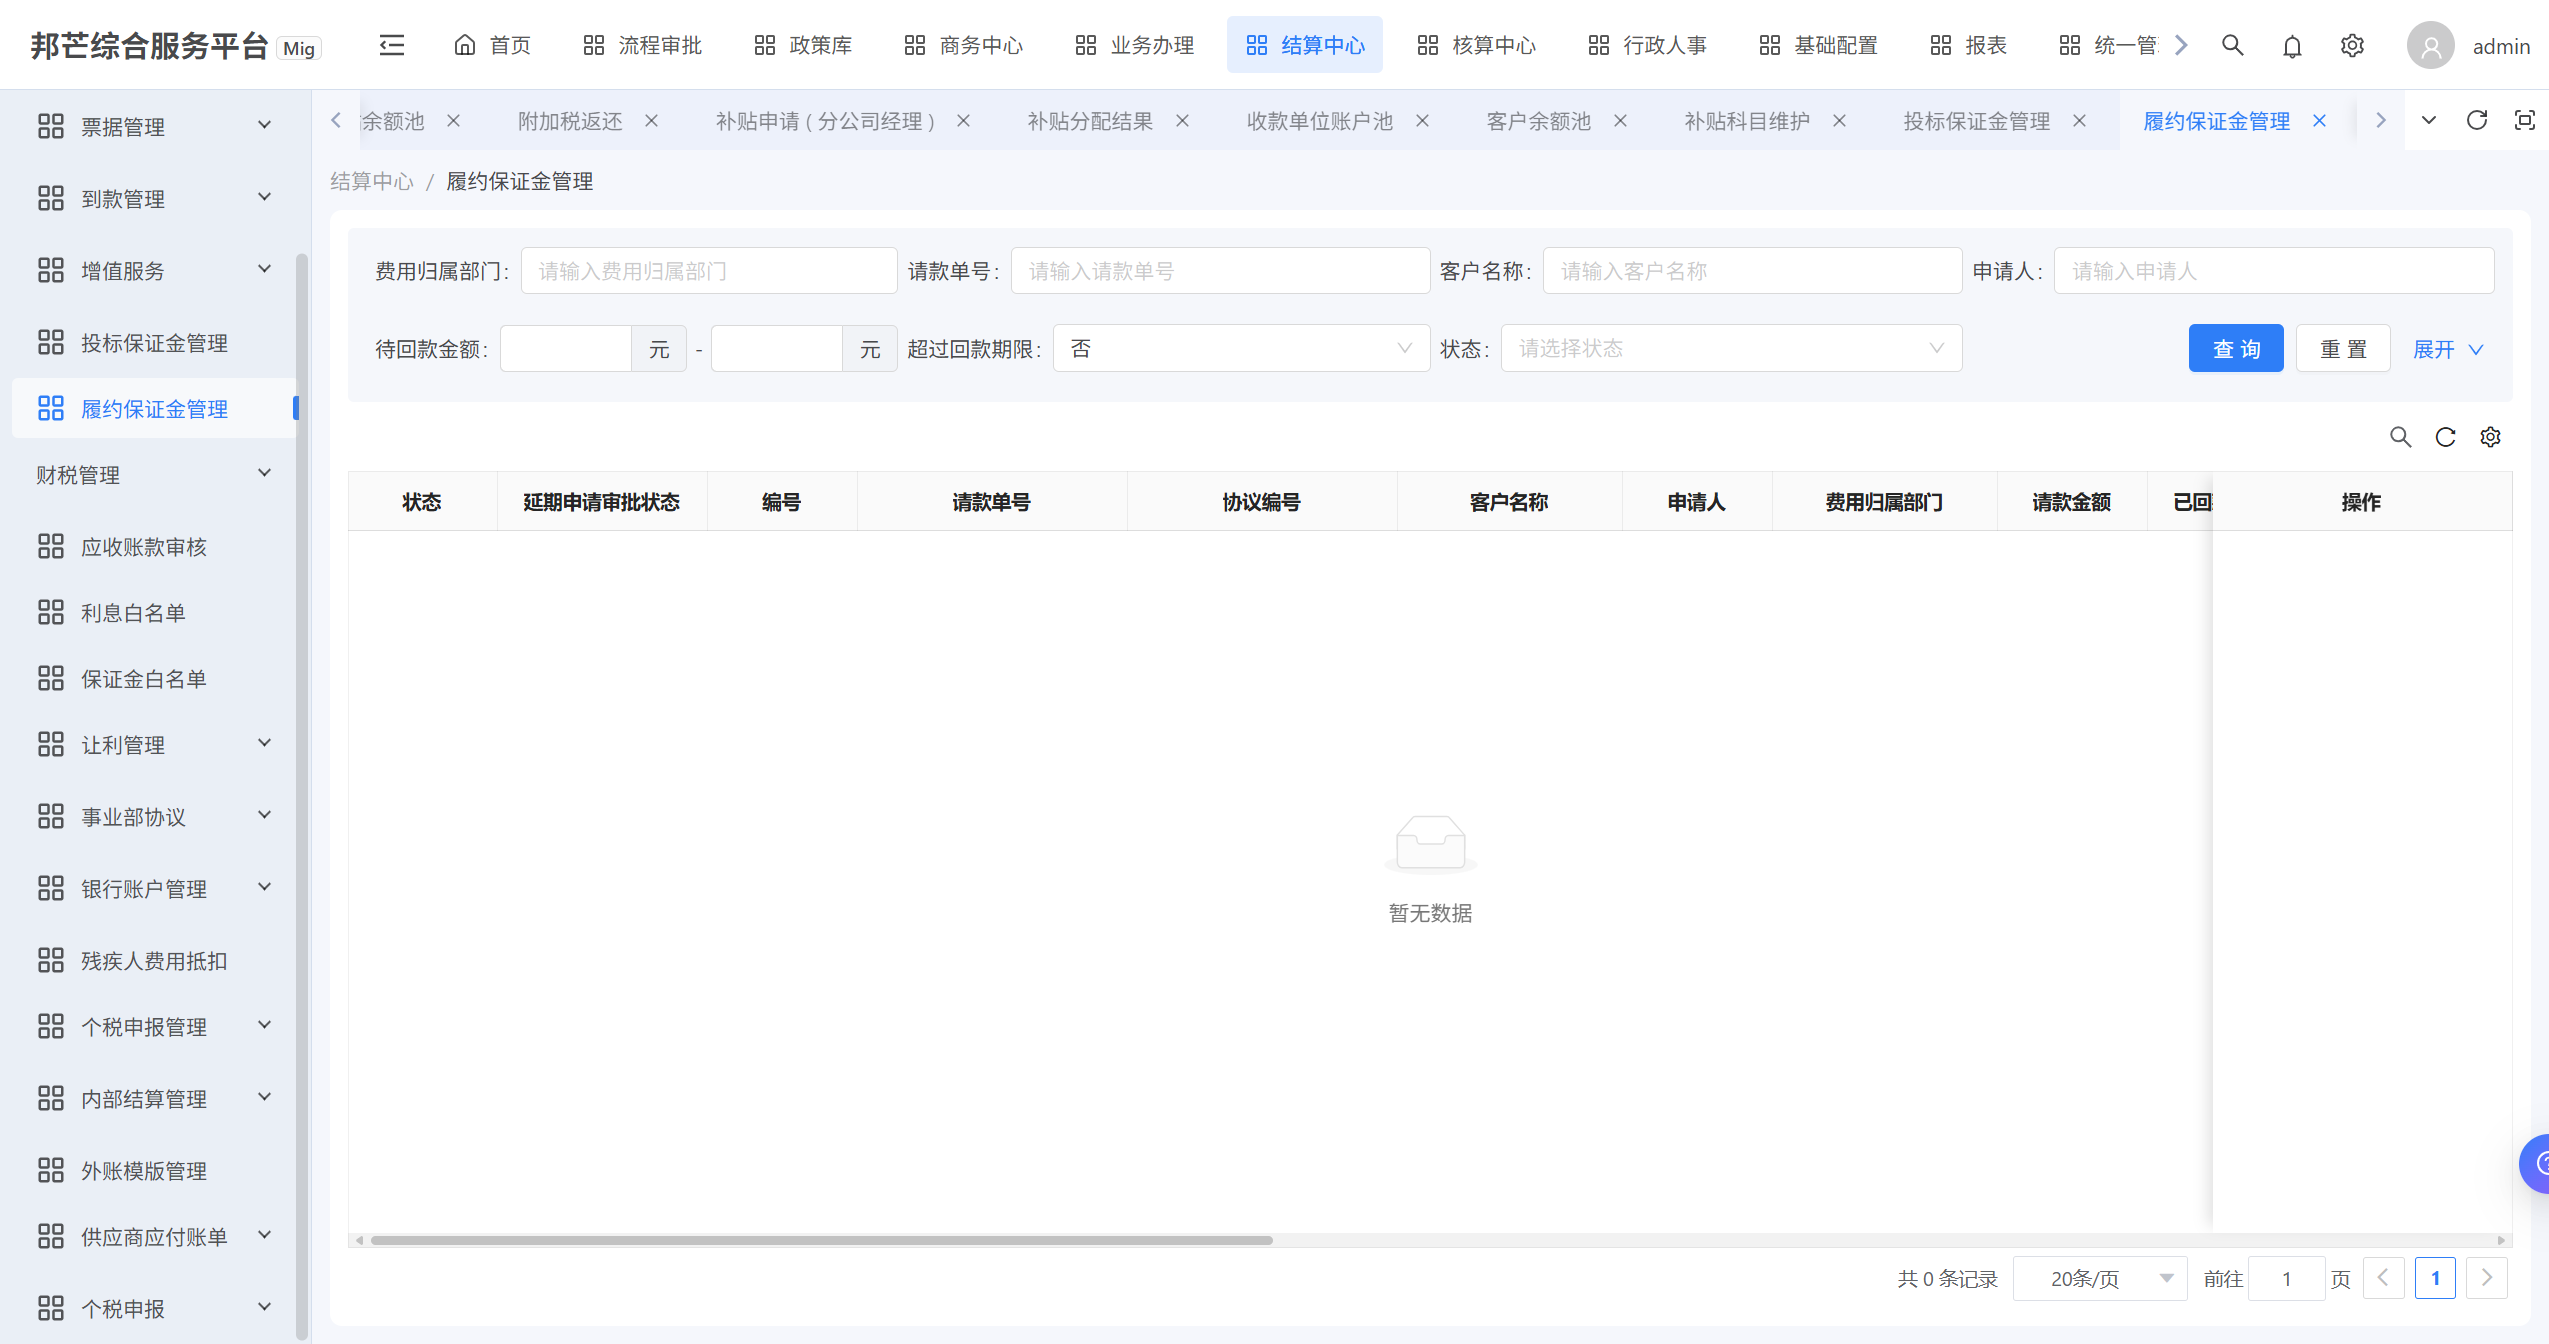 邦芒综合服务平台 Mig
首页
流程审批
政策库
商务中心
业务办理
结算中心
核算中心
行政人事
基础配置
报表
统一管
admin
票据管理
到款管理
增值服务
投标保证金管理
履约保证金管理
财税管理
应收账款审核
利息白名单
保证金白名单
让利管理
事业部协议
银行账户管理
残疾人费用抵扣
个税申报管理
内部结算管理
外账模版管理
供应商应付账单
个税申报
余额池
附加税返还
补贴申请（分公司经理）
补贴分配结果
收款单位账户池
客户余额池
补贴科目维护
投标保证金管理
履约保证金管理
结算中心 / 履约保证金管理
费用归属部门: 请输入费用归属部门
请款单号: 请输入请款单号
客户名称: 请输入客户名称
申请人: 请输入申请人
待回款金额: 元 - 元
超过回款期限: 否
状态: 请选择状态
查 询
重 置
展开
状态
延期申请审批状态
编号
请款单号
协议编号
客户名称
申请人
费用归属部门
请款金额
已回
操作
暂无数据
共 0 条记录
20条/页
前往 1 页
1